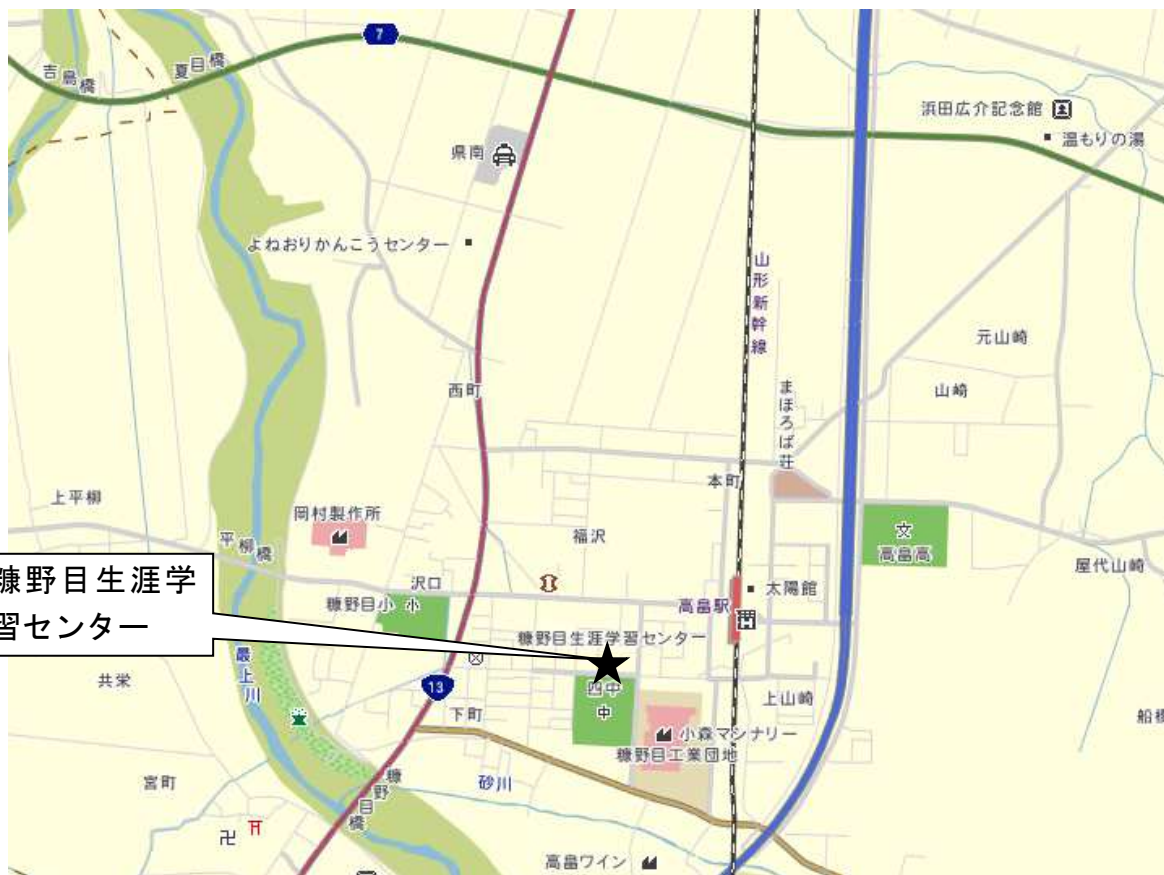 7
吉島橋
夏目橋
浜田広介記念館
温もりの湯
県南
よねおりかんこうセンター
山形新幹線
元山崎
西町
まほろば荘
山崎
本町
上平柳
岡村製作所
福沢
文
高畠高
平柳橋
屋代山崎
糠野目生涯学
習センター
沢口
太陽館
糠野目小
小
高畠駅
糠野目生涯学習センター
最上川
共栄
13
四中
中
上山崎
下町
船橋
小森マシナリー
糠野目工業団地
宮町
砂川
糠野目橋
高畠ワイン